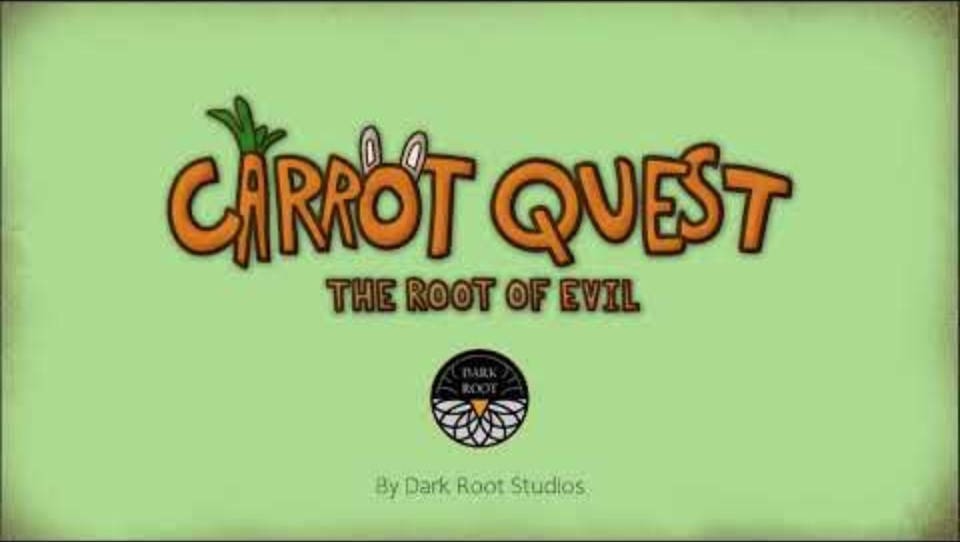 CARROT QUEST
THE ROOT OF EVIL
DARK
ROOT
By Dark Root Studios